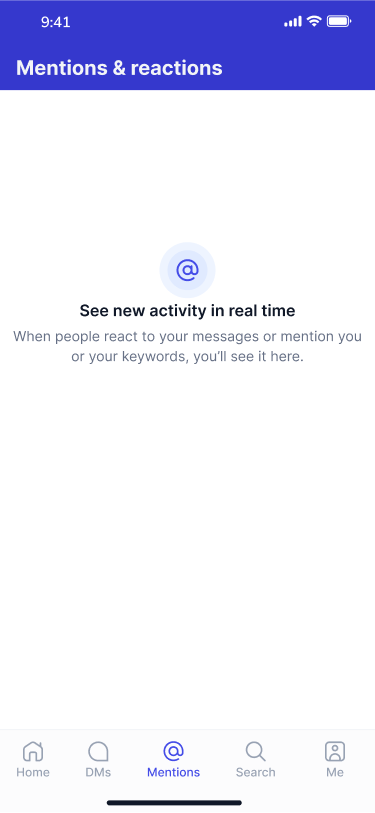 9:41
Mentions & reactions
See new activity in real time
When people react to your messages or mention you
or your keywords, you’ll see it here.
Home
DMs
Mentions
Search
Me